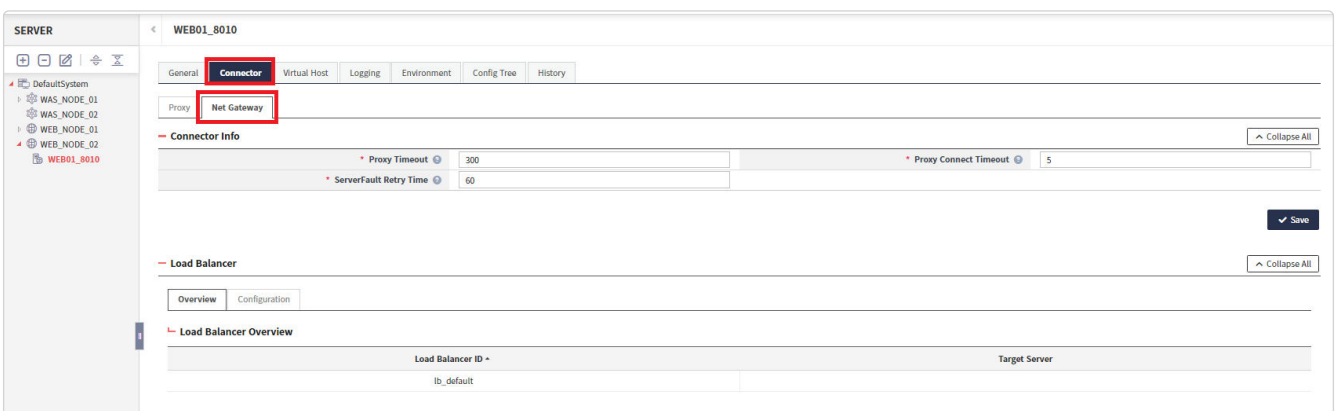 SERVER
WEB01_8010
DefaultSystem
WAS_NODE_01
WAS_NODE_02
WEB_NODE_01
WEB_NODE_02
WEB01_8010
General Connector Virtual Host Logging Environment Config Tree History
Proxy Net Gateway
Connector Info
Collapse All
* Proxy Timeout 300 * Proxy Connect Timeout 5
* ServerFault Retry Time 60
Save
Load Balancer
Collapse All
Overview Configuration
Load Balancer Overview
Load Balancer ID Target Server
lb_default